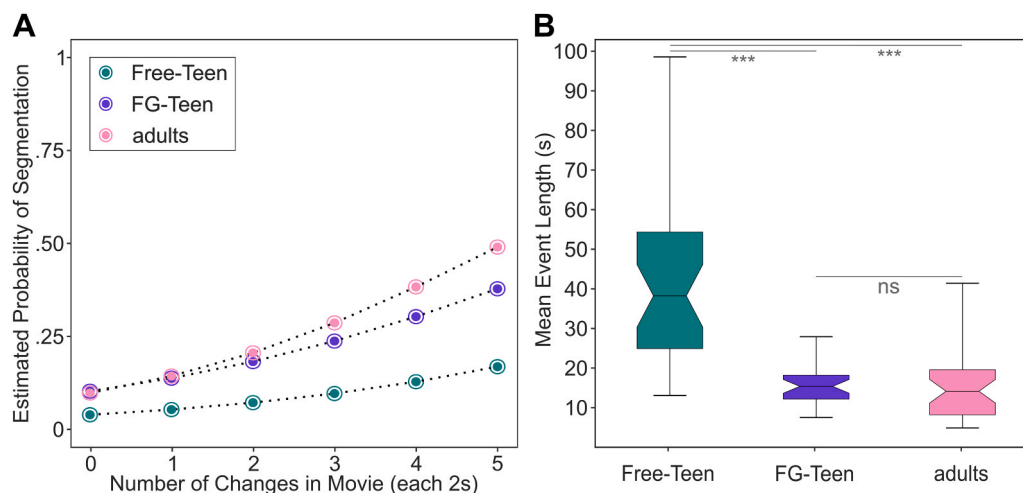 A
Estimated Probability of Segmentation
1
.75
.50
.25
0
Free-Teen
FG-Teen
adults
0 1 2 3 4 5
Number of Changes in Movie (each 2s)
B
Mean Event Length (s)
100
90
80
70
60
50
40
30
20
10
*** ***
ns
Free-Teen FG-Teen adults